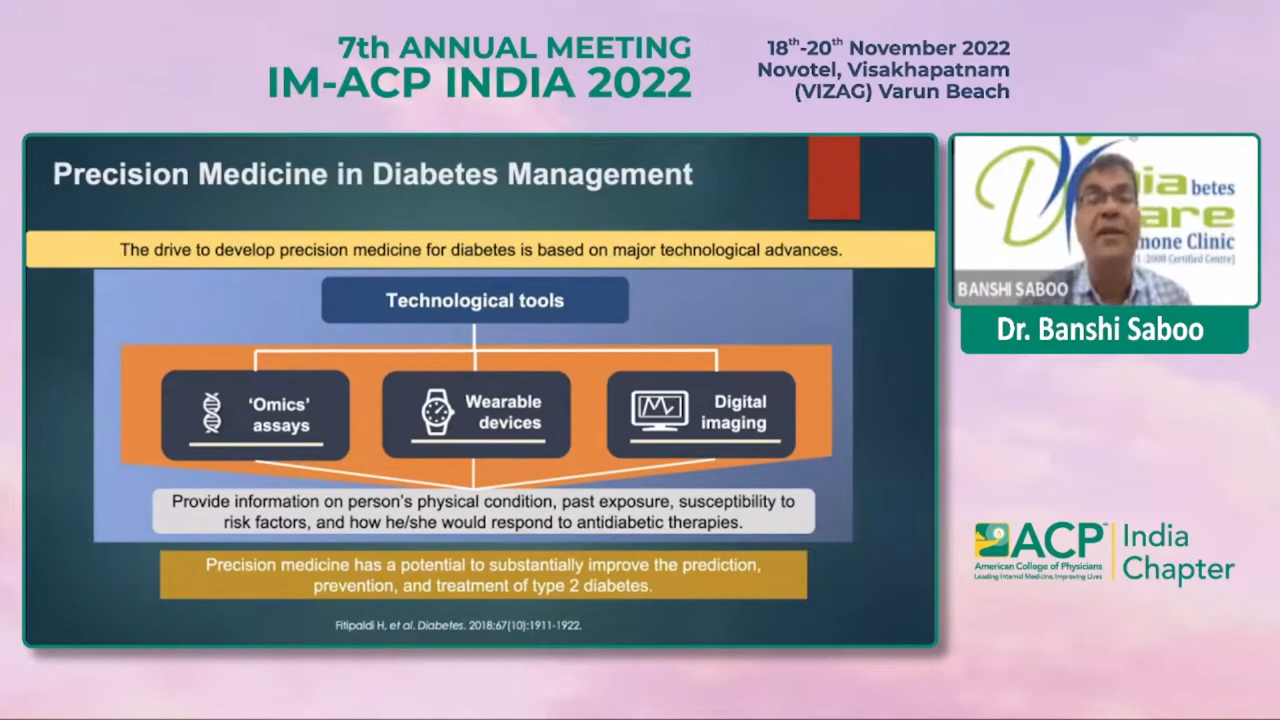 7th ANNUAL MEETING
IM-ACP INDIA 2022
18th-20th November 2022
Novotel, Visakhapatnam
(VIZAG) Varun Beach
Precision Medicine in Diabetes Management
The drive to develop precision medicine for diabetes is based on major technological advances.
Technological tools
‘Omics’
assays
Wearable
devices
Digital
imaging
Provide information on person's physical condition, past exposure, susceptibility to
risk factors, and how he/she would respond to antidiabetic therapies.
Precision medicine has a potential to substantially improve the prediction,
prevention, and treatment of type 2 diabetes.
Fitipaldi H, et al. Diabetes. 2018;67(10):1911-1922.
betes
mone Clinic
2008 Certified Centre)
BANSHI SABOO
Dr. Banshi Saboo
ACP
American College of Physicians
Leading Internal Medicine, Improving Lives
India
Chapter